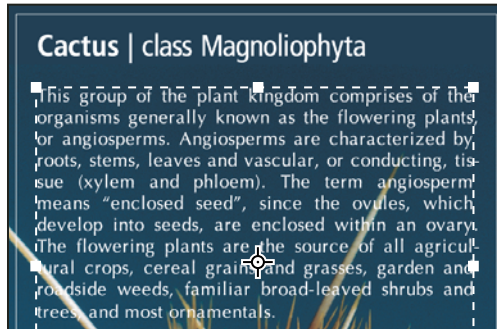 Cactus | class Magnoliophyta
This group of the plant kingdom comprises of the
organisms generally known as the flowering plants,
or angiosperms. Angiosperms are characterized by
roots, stems, leaves and vascular, or conducting, tis-
sue (xylem and phloem). The term angiosperm
means “enclosed seed”, since the ovules, which
develop into seeds, are enclosed within an ovary.
The flowering plants are the source of all agricul-
tural crops, cereal grains and grasses, garden and
roadside weeds, familiar broad-leaved shrubs and
trees, and most ornamentals.